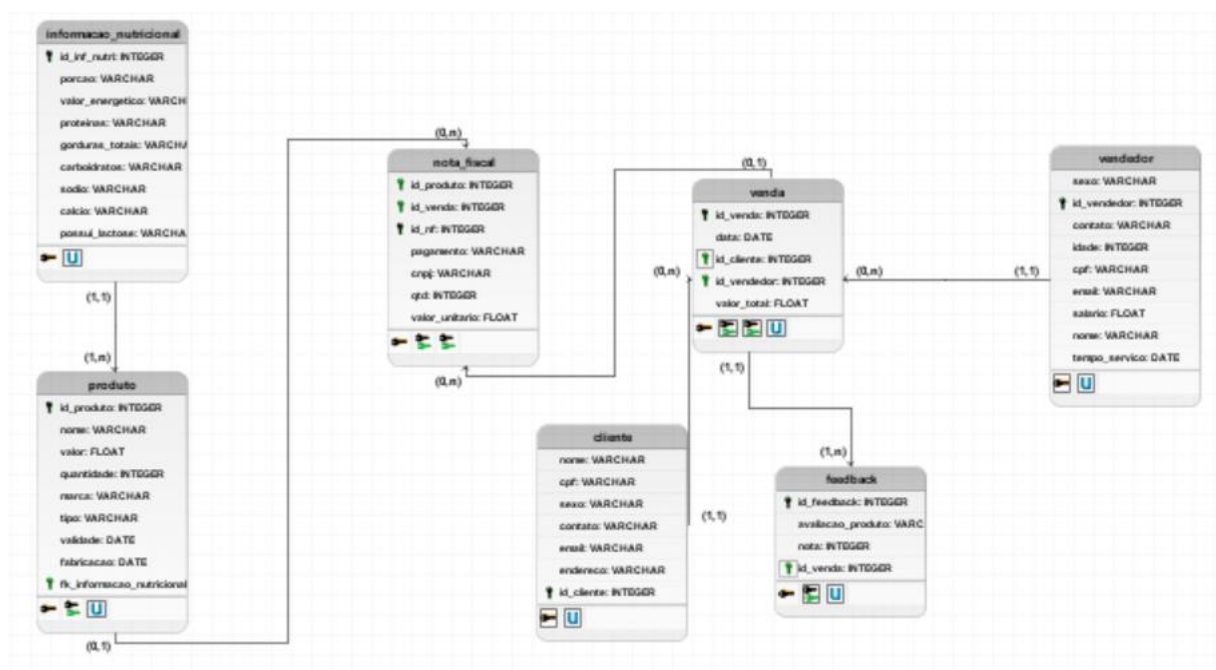 informacao_nutricional
id_inf_nutri: INTEGER
porcao: VARCHAR
valor_energetico: VARCH
proteinas: VARCHAR
gorduras_totais: VARCHA
carboidratos: VARCHAR
sodio: VARCHAR
calcio: VARCHAR
possui_lactose: VARCHA
U
(1,1)
(1,n)
produto
id_produto: INTEGER
nome: VARCHAR
valor: FLOAT
quantidade: INTEGER
marca: VARCHAR
tipo: VARCHAR
validade: DATE
fabricacao: DATE
fk_informacao_nutricional
U
(0,1)
(0,n)
nota_fiscal
id_produto: INTEGER
id_venda: INTEGER
id_nf: INTEGER
pagamento: VARCHAR
cnpj: VARCHAR
qtd: INTEGER
valor_unitario: FLOAT
(0,n)
(0,1)
venda
id_venda: INTEGER
data: DATE
id_cliente: INTEGER
id_vendedor: INTEGER
valor_total: FLOAT
U
(0,n)
(0,n)
(1,1)
(1,1)
vendedor
sexo: VARCHAR
id_vendedor: INTEGER
contato: VARCHAR
idade: INTEGER
cpf: VARCHAR
email: VARCHAR
salario: FLOAT
nome: VARCHAR
tempo_servico: DATE
U
cliente
nome: VARCHAR
cpf: VARCHAR
sexo: VARCHAR
contato: VARCHAR
email: VARCHAR
endereco: VARCHAR
id_cliente: INTEGER
U
(1,1)
(1,n)
feedback
id_feedback: INTEGER
avaliacao_produto: VARC
nota: INTEGER
id_venda: INTEGER
U